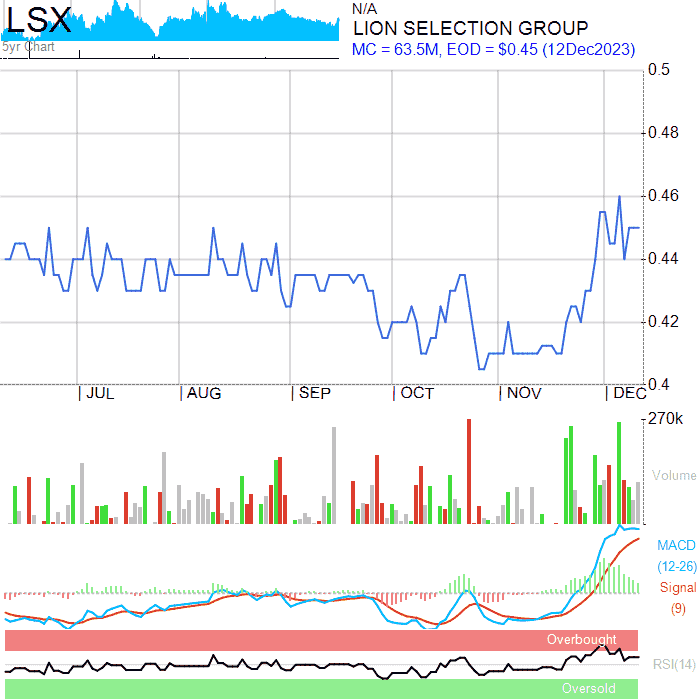 LSX
5yr Chart
N/A
LION SELECTION GROUP
MC = 63.5M, EOD = $0.45 (12Dec2023)
0.5
0.48
0.46
0.44
0.42
0.4
JUL AUG SEP OCT NOV DEC
270k
Volume
MACD
(12-26)
Signal
(9)
Overbought
RSI(14)
Oversold